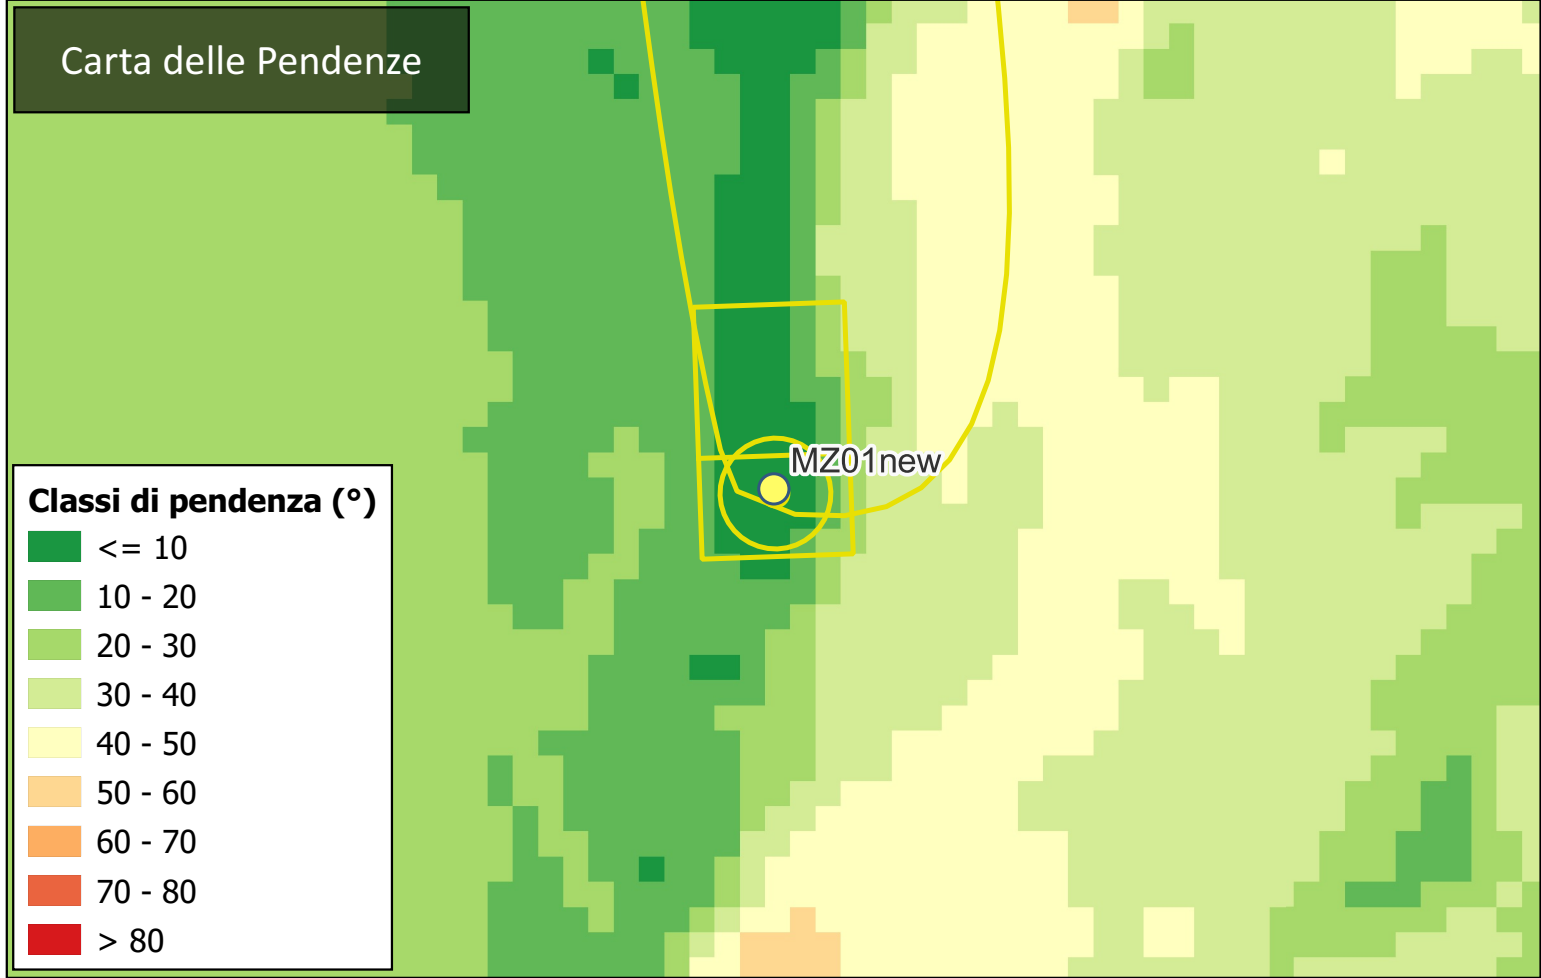 Carta delle Pendenze
MZ01new
Classi di pendenza (°)
<= 10
10 - 20
20 - 30
30 - 40
40 - 50
50 - 60
60 - 70
70 - 80
> 80